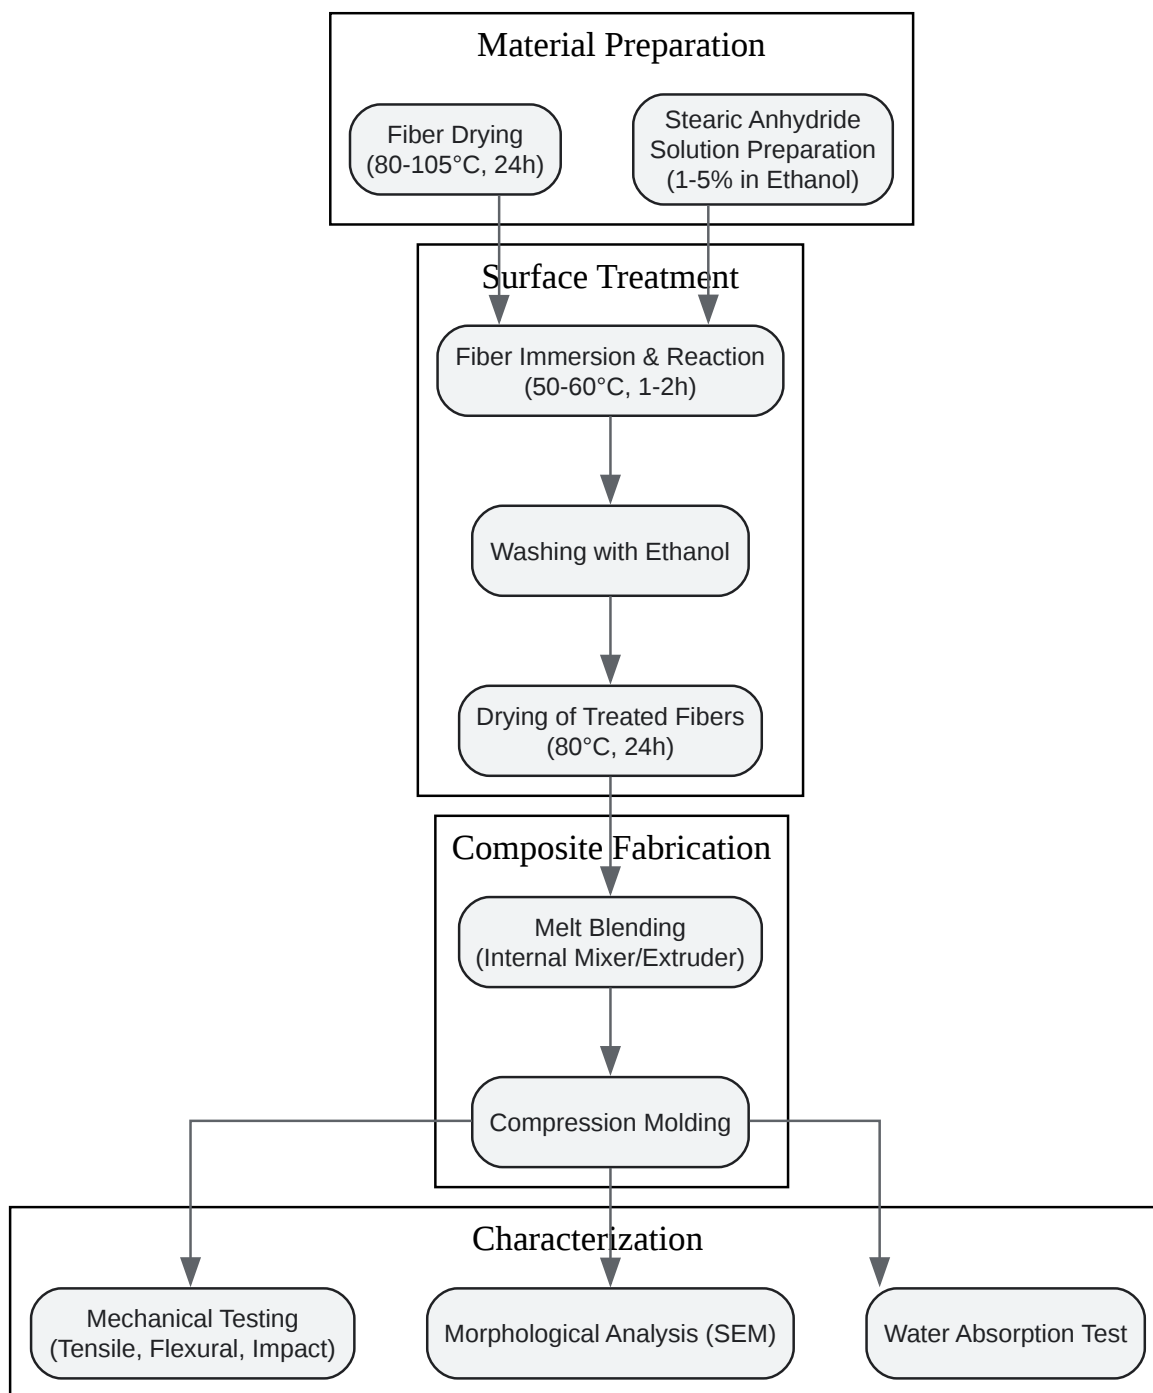 Material Preparation
Fiber Drying
(80-105°C, 24h)
Stearic Anhydride
Solution Preparation
(1-5% in Ethanol)
Surface Treatment
Fiber Immersion & Reaction
(50-60°C, 1-2h)
Washing with Ethanol
Drying of Treated Fibers
(80°C, 24h)
Composite Fabrication
Melt Blending
(Internal Mixer/Extruder)
Compression Molding
Characterization
Mechanical Testing
(Tensile, Flexural, Impact)
Morphological Analysis (SEM)
Water Absorption Test